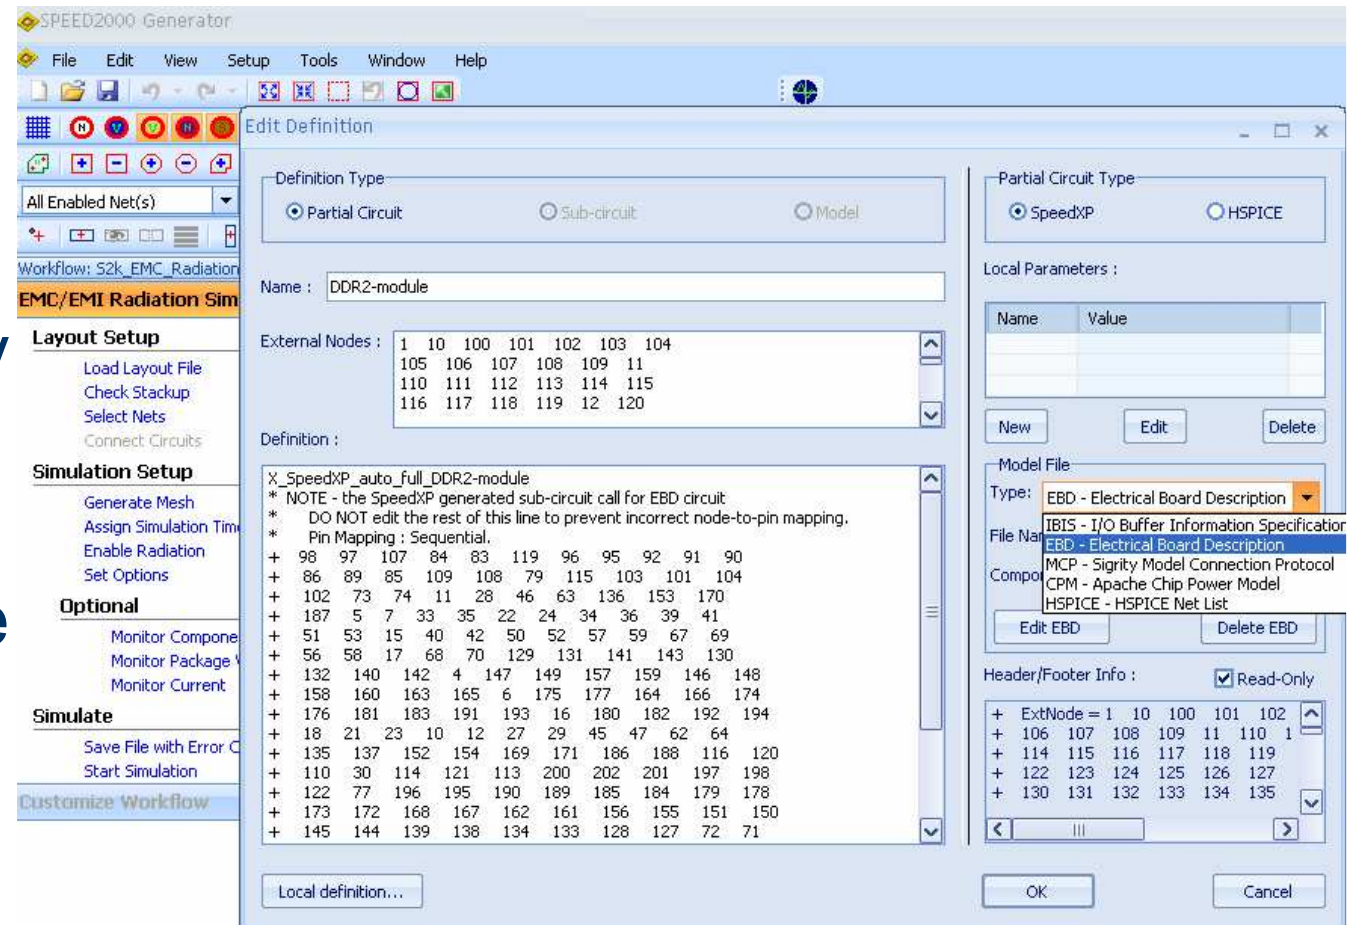 SPEED2000 Generator
File Edit View Setup Tools Window Help
Edit Definition
All Enabled Net(s)
Workflow: S2k_EMC_Radiation
EMC/EMI Radiation Sim
Layout Setup
Load Layout File
Check Stackup
Select Nets
Connect Circuits
Simulation Setup
Generate Mesh
Assign Simulation Time
Enable Radiation
Set Options
Optional
Monitor Compone
Monitor Package V
Monitor Current
Simulate
Save File with Error C
Start Simulation
Customize Workflow
y
e
Definition Type
Partial Circuit Sub-circuit Model
Name : DDR2-module
External Nodes :
1 10 100 101 102 103 104
105 106 107 108 109 11
110 111 112 113 114 115
116 117 118 119 12 120
Definition :
X_SpeedXP_auto_full_DDR2-module
* NOTE - the SpeedXP generated sub-circuit call for EBD circuit
* DO NOT edit the rest of this line to prevent incorrect node-to-pin mapping.
* Pin Mapping : Sequential.
+ 98 97 107 84 83 119 96 95 92 91 90
+ 86 89 85 109 108 79 115 103 101 104
+ 102 73 74 11 28 46 63 136 153 170
+ 187 5 7 33 35 22 24 34 36 39 41
+ 51 53 15 40 42 50 52 57 59 67 69
+ 56 58 17 68 70 129 131 141 143 130
+ 132 140 142 4 147 149 157 159 146 148
+ 158 160 163 165 6 175 177 164 166 174
+ 176 181 183 191 193 16 180 182 192 194
+ 18 21 23 10 12 27 29 45 47 62 64
+ 135 137 152 154 169 171 186 188 116 120
+ 110 30 114 121 113 200 202 201 197 198
+ 122 77 196 195 190 189 185 184 179 178
+ 173 172 168 167 162 161 156 155 151 150
+ 145 144 139 138 134 133 128 127 72 71
Local definition...
Partial Circuit Type
SpeedXP HSPICE
Local Parameters :
Name Value
New Edit Delete
Model File
Type: EBD - Electrical Board Description
IBIS - I/O Buffer Information Specification
EBD - Electrical Board Description
MCP - Sigrity Model Connection Protocol
CPM - Apache Chip Power Model
HSPICE - HSPICE Net List
File Na
Compo
Edit EBD Delete EBD
Header/Footer Info : Read-Only
+ ExtNode = 1 10 100 101 102
+ 106 107 108 109 11 110 1
+ 114 115 116 117 118 119
+ 122 123 124 125 126 127
+ 130 131 132 133 134 135
OK Cancel